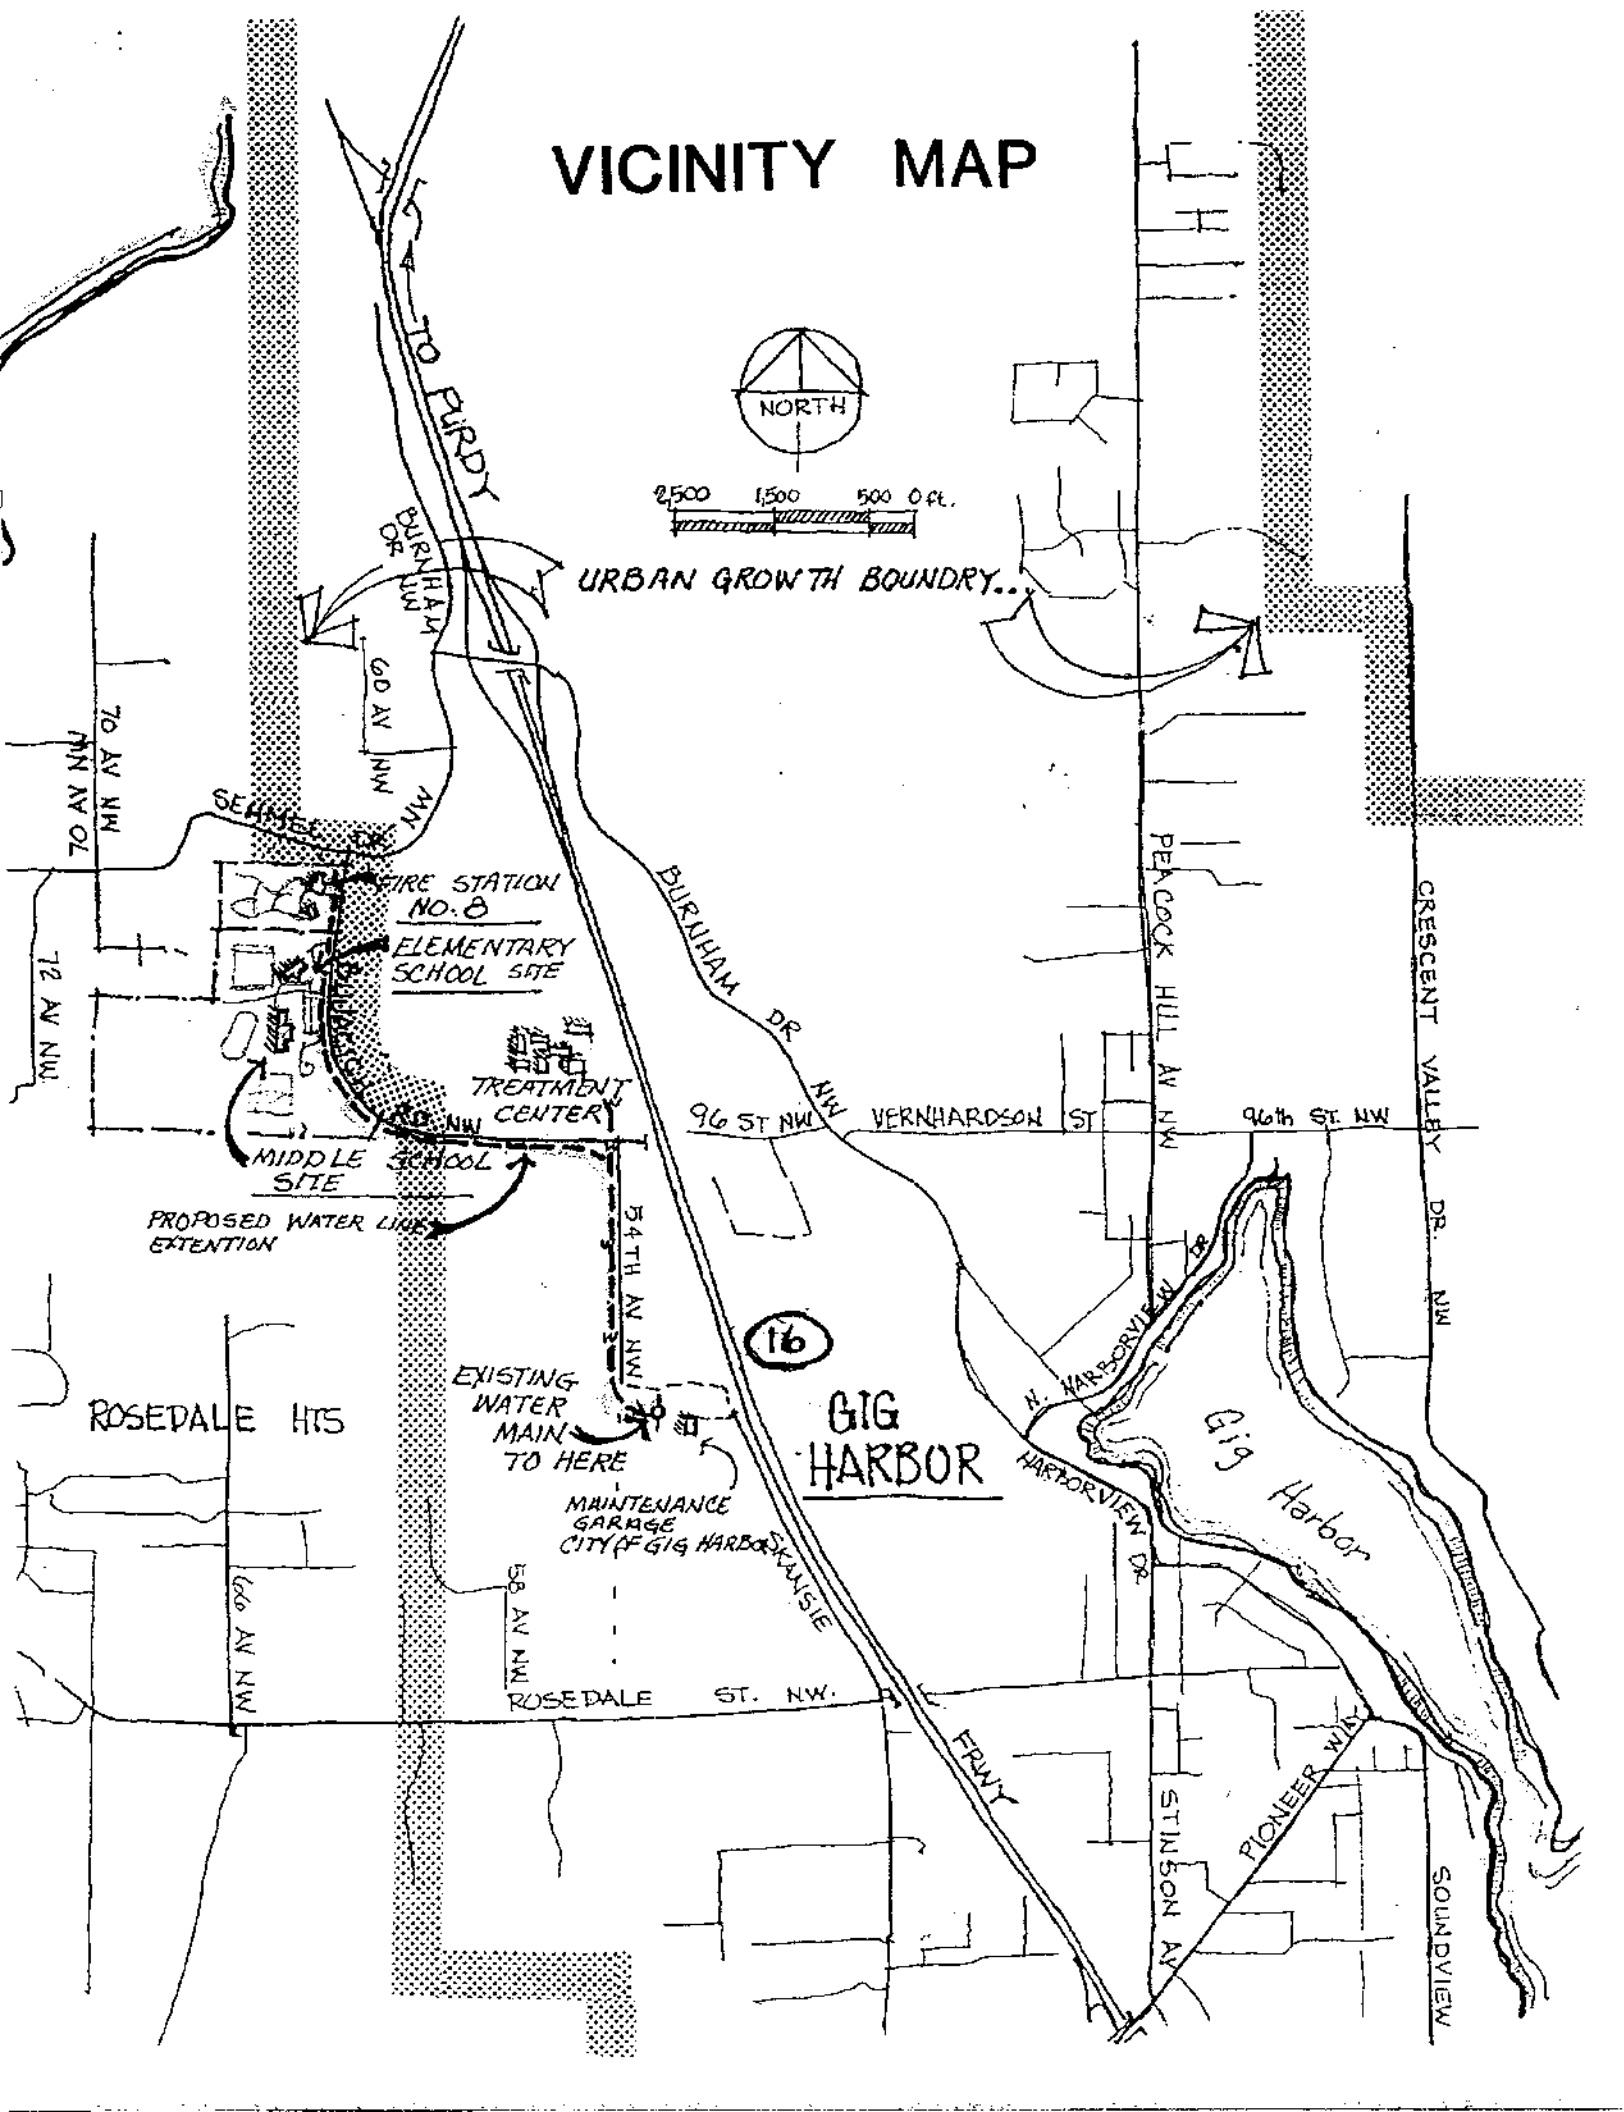 VICINITY MAP
TO PURDY
NORTH
2,500 1,500 500 0 ft.
BURNHAM
DR
NW
URBAN GROWTH BOUNDRY...
60 AV NW
70 AV NW
70 AV NW
SEHMEL
DR
NW
72 AV NW
FIRE STATION
NO. 8
ELEMENTARY
SCHOOL SITE
BURNHAM DR NW
PEACOCK HILL AV NW
CRESCENT VALLEY DR. NW
TREATMENT
CENTER
RD. NW
96 ST NW
VERNHARDSON ST
96th ST. NW
MIDDLE SCHOOL
SITE
PROPOSED WATER LINE
EXTENTION
54TH AV NW
N. HARBORVIEW DR
16
EXISTING
WATER
MAIN
TO HERE
ROSEDALE HTS
GIG
HARBOR
Gig
Harbor
HARBORVIEW DR
MAINTENANCE
GARAGE
CITY OF GIG HARBOR
SKANSIE
66 AV NW
58 AV NW
ROSEDALE ST. NW.
FRWY
STINSON AV
PIONEER WAY
SOUNDVIEW